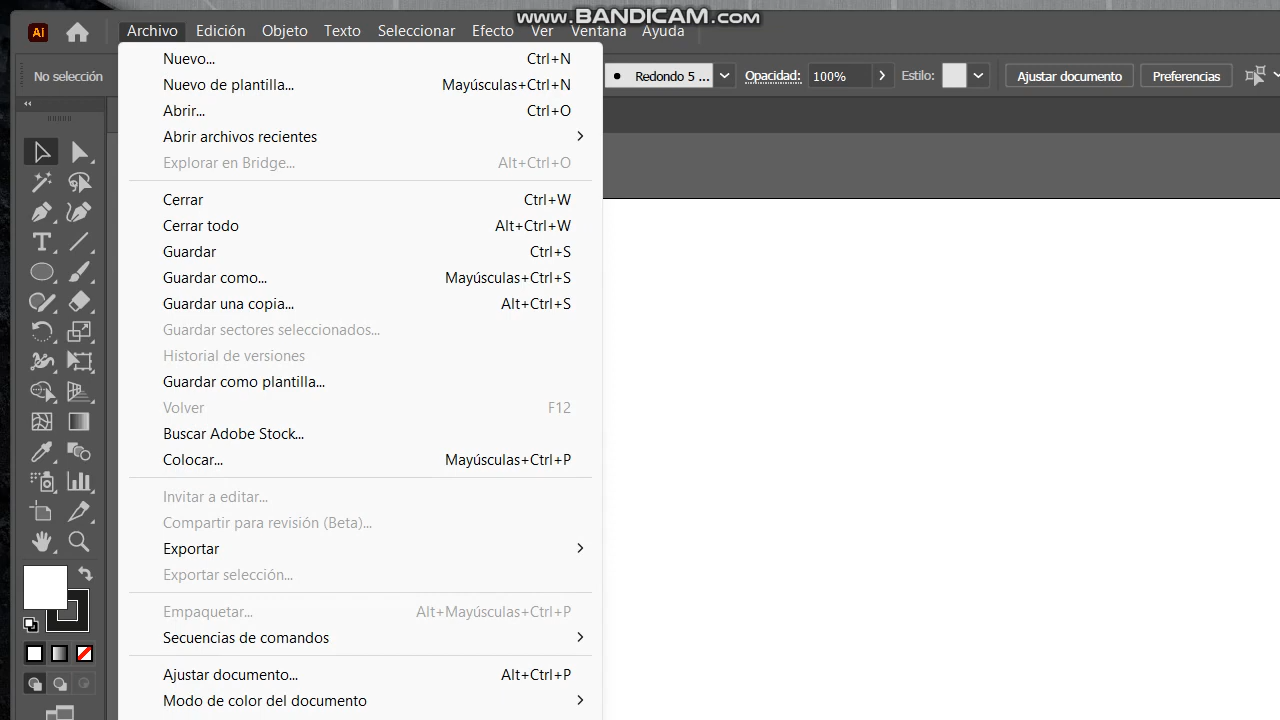 www.BANDICAM.com
Ai
Archivo Edición Objeto Texto Seleccionar Efecto Ver Ventana Ayuda
No selección
Redondo 5 ... Opacidad: 100% Estilo: Ajustar documento Preferencias
Nuevo... Ctrl+N
Nuevo de plantilla... Mayúsculas+Ctrl+N
Abrir... Ctrl+O
Abrir archivos recientes
Explorar en Bridge... Alt+Ctrl+O
Cerrar Ctrl+W
Cerrar todo Alt+Ctrl+W
Guardar Ctrl+S
Guardar como... Mayúsculas+Ctrl+S
Guardar una copia... Alt+Ctrl+S
Guardar sectores seleccionados...
Historial de versiones
Guardar como plantilla...
Volver F12
Buscar Adobe Stock...
Colocar... Mayúsculas+Ctrl+P
Invitar a editar...
Compartir para revisión (Beta)...
Exportar
Exportar selección...
Empaquetar... Alt+Mayúsculas+Ctrl+P
Secuencias de comandos
Ajustar documento... Alt+Ctrl+P
Modo de color del documento